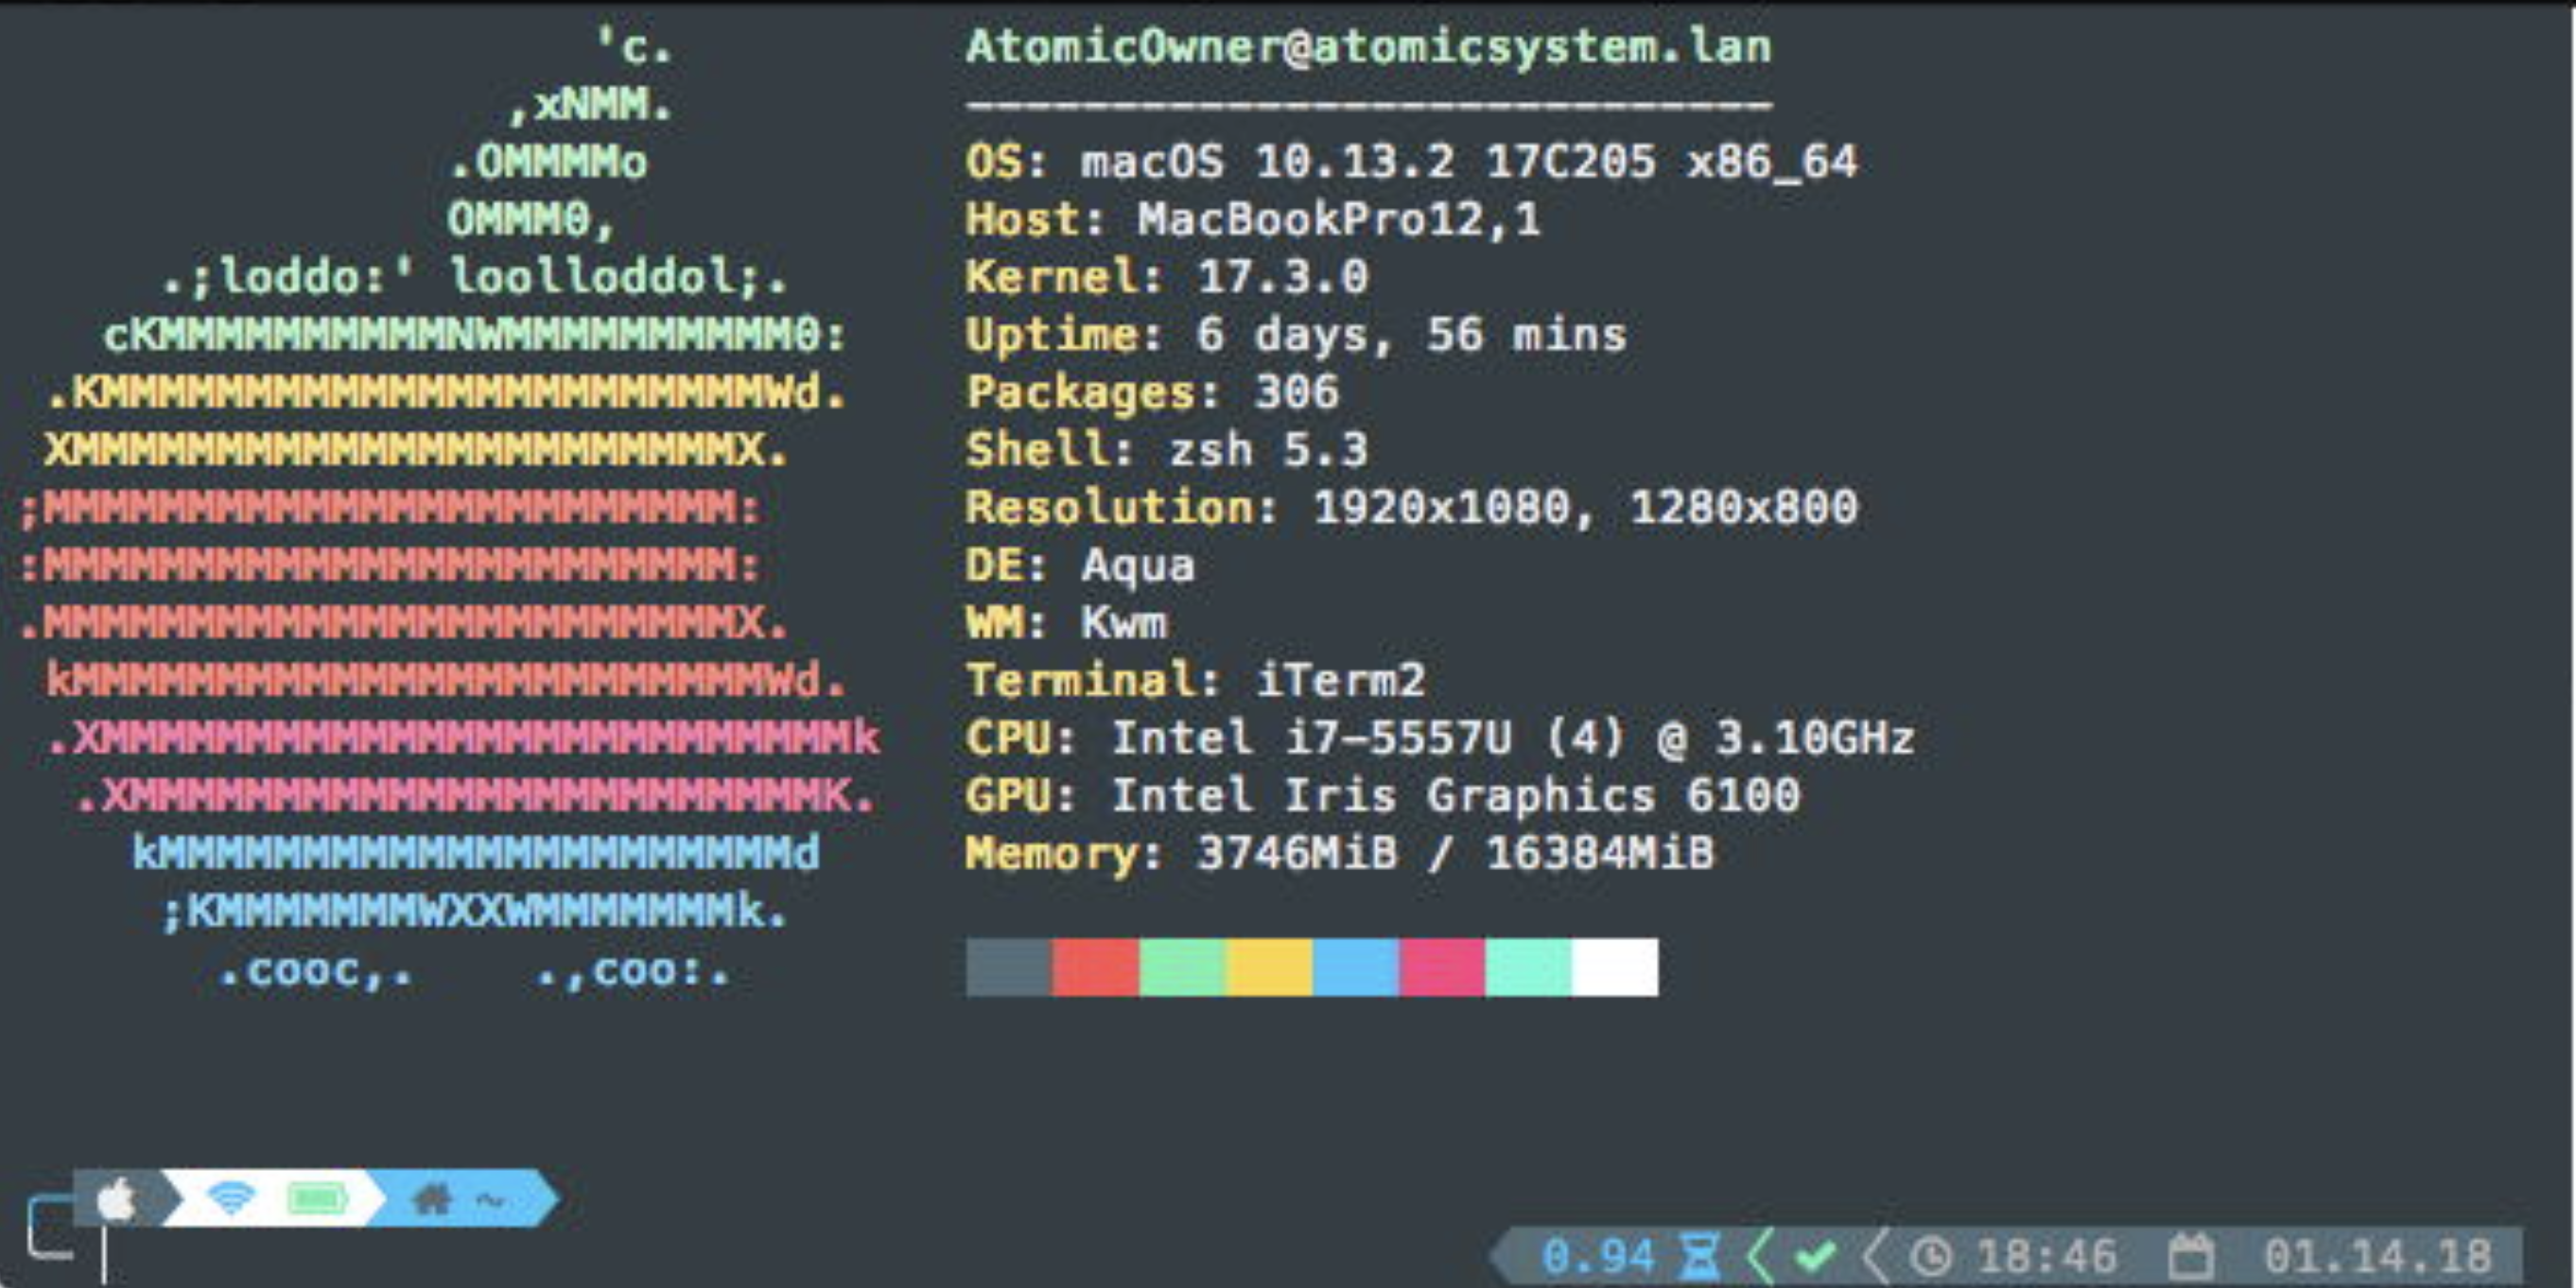 'c.
,xNMM.
.OMMMMo
OMMM0,
.;loddo:' loolloddol;.
cKMMMMMMMMMMNWMMMMMMMMMM0:
.KMMMMMMMMMMMMMMMMMMMMMMMWd.
XMMMMMMMMMMMMMMMMMMMMMMMX.
;MMMMMMMMMMMMMMMMMMMMMMMM:
:MMMMMMMMMMMMMMMMMMMMMMMM:
.MMMMMMMMMMMMMMMMMMMMMMMMX.
kMMMMMMMMMMMMMMMMMMMMMMMMWd.
.XMMMMMMMMMMMMMMMMMMMMMMMMMMk
.XMMMMMMMMMMMMMMMMMMMMMMMMK.
kMMMMMMMMMMMMMMMMMMMMMMd
;KMMMMMMMWXXWMMMMMMMk.
.cooc,. .,coo:.
AtomicOwner@atomicsystem.lan
----------------------------
OS: macOS 10.13.2 17C205 x86_64
Host: MacBookPro12,1
Kernel: 17.3.0
Uptime: 6 days, 56 mins
Packages: 306
Shell: zsh 5.3
Resolution: 1920x1080, 1280x800
DE: Aqua
WM: Kwm
Terminal: iTerm2
CPU: Intel i7-5557U (4) @ 3.10GHz
GPU: Intel Iris Graphics 6100
Memory: 3746MiB / 16384MiB
~
0.94 18:46 01.14.18